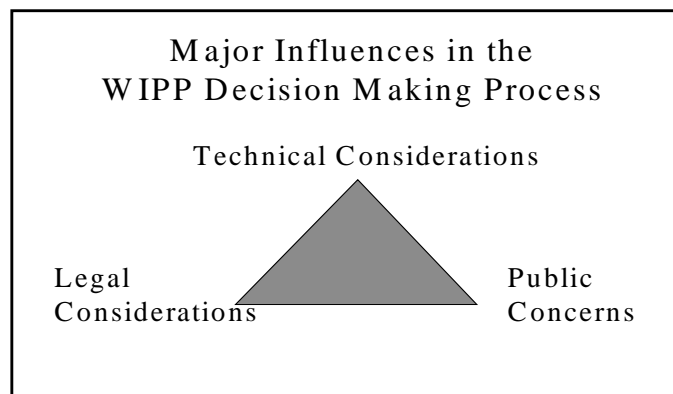 Major Influences in the
WIPP Decision Making Process
Technical Considerations
Legal
Considerations
Public
Concerns